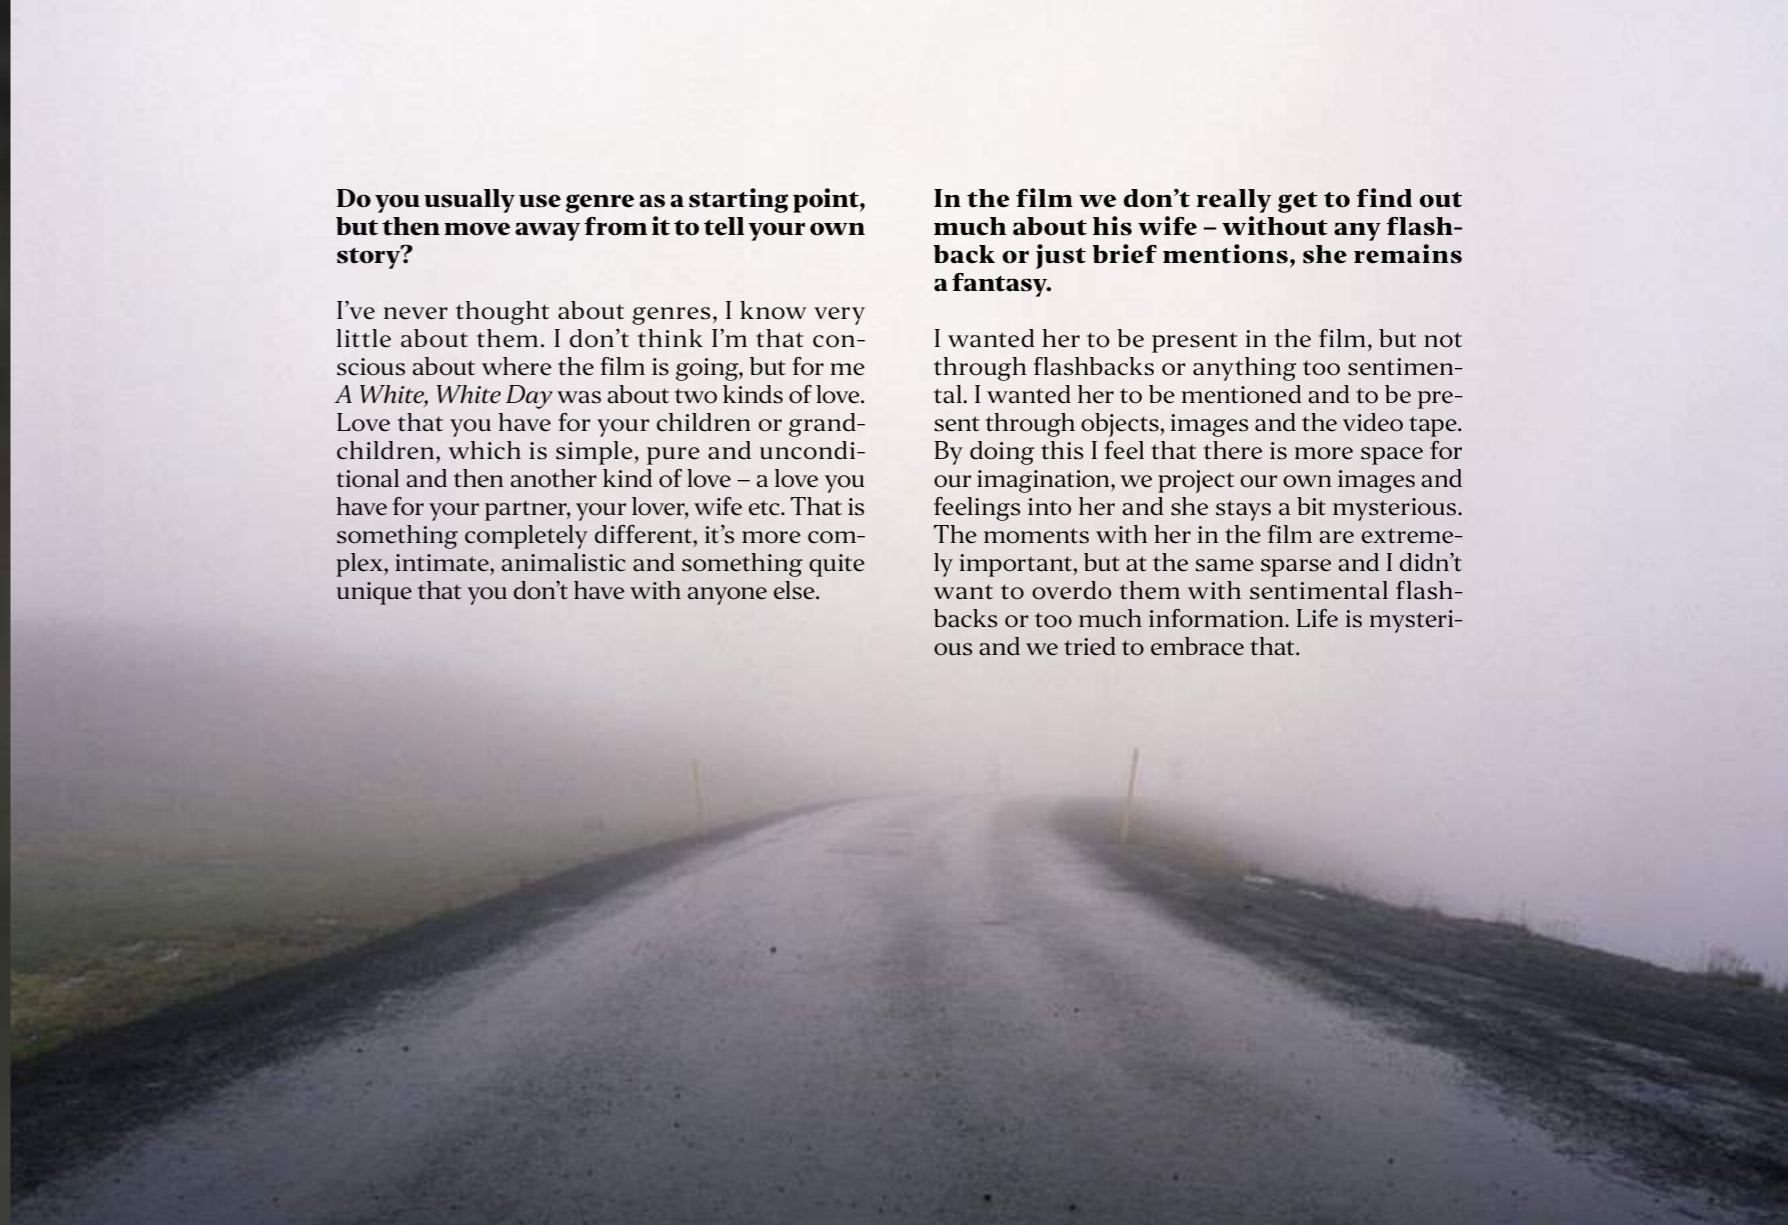 Do you usually use genre as a starting point,
but then move away from it to tell your own
story?
I've never thought about genres, I know very
little about them. I don't think I'm that con-
scious about where the film is going, but for me
A White, White Day was about two kinds of love.
Love that you have for your children or grand-
children, which is simple, pure and uncondi-
tional and then another kind of love – a love you
have for your partner, your lover, wife etc. That is
something completely different, it's more com-
plex, intimate, animalistic and something quite
unique that you don't have with anyone else.
In the film we don't really get to find out
much about his wife – without any flash-
back or just brief mentions, she remains
a fantasy.
I wanted her to be present in the film, but not
through flashbacks or anything too sentimen-
tal. I wanted her to be mentioned and to be pre-
sent through objects, images and the video tape.
By doing this I feel that there is more space for
our imagination, we project our own images and
feelings into her and she stays a bit mysterious.
The moments with her in the film are extreme-
ly important, but at the same sparse and I didn't
want to overdo them with sentimental flash-
backs or too much information. Life is mysteri-
ous and we tried to embrace that.